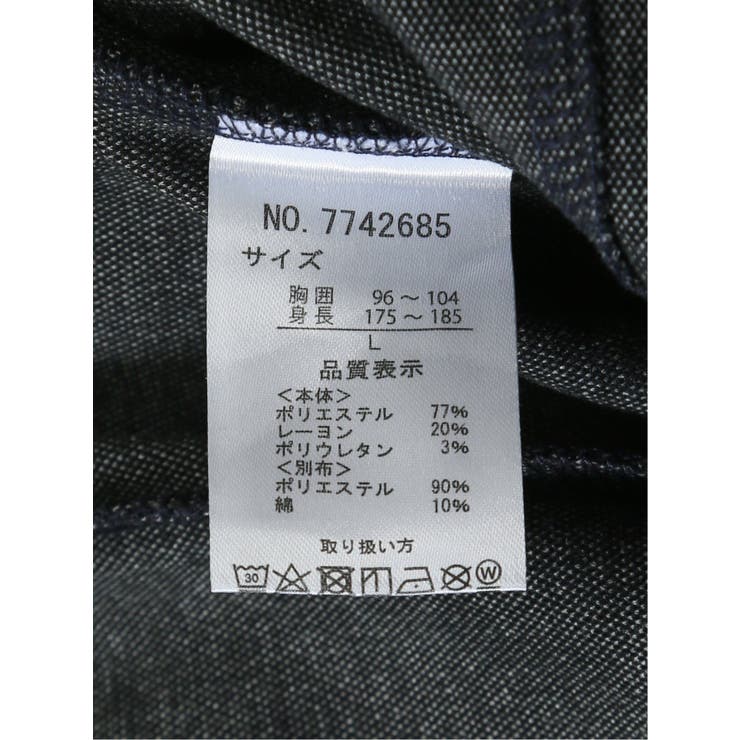 NO. 7742685
サイズ
胸囲 96～104
身長 175～185
L
品質表示
<本体>
ポリエステル 77%
レーヨン 20%
ポリウレタン 3%
<別布>
ポリエステル 90%
綿 10%
取り扱い方
30
W